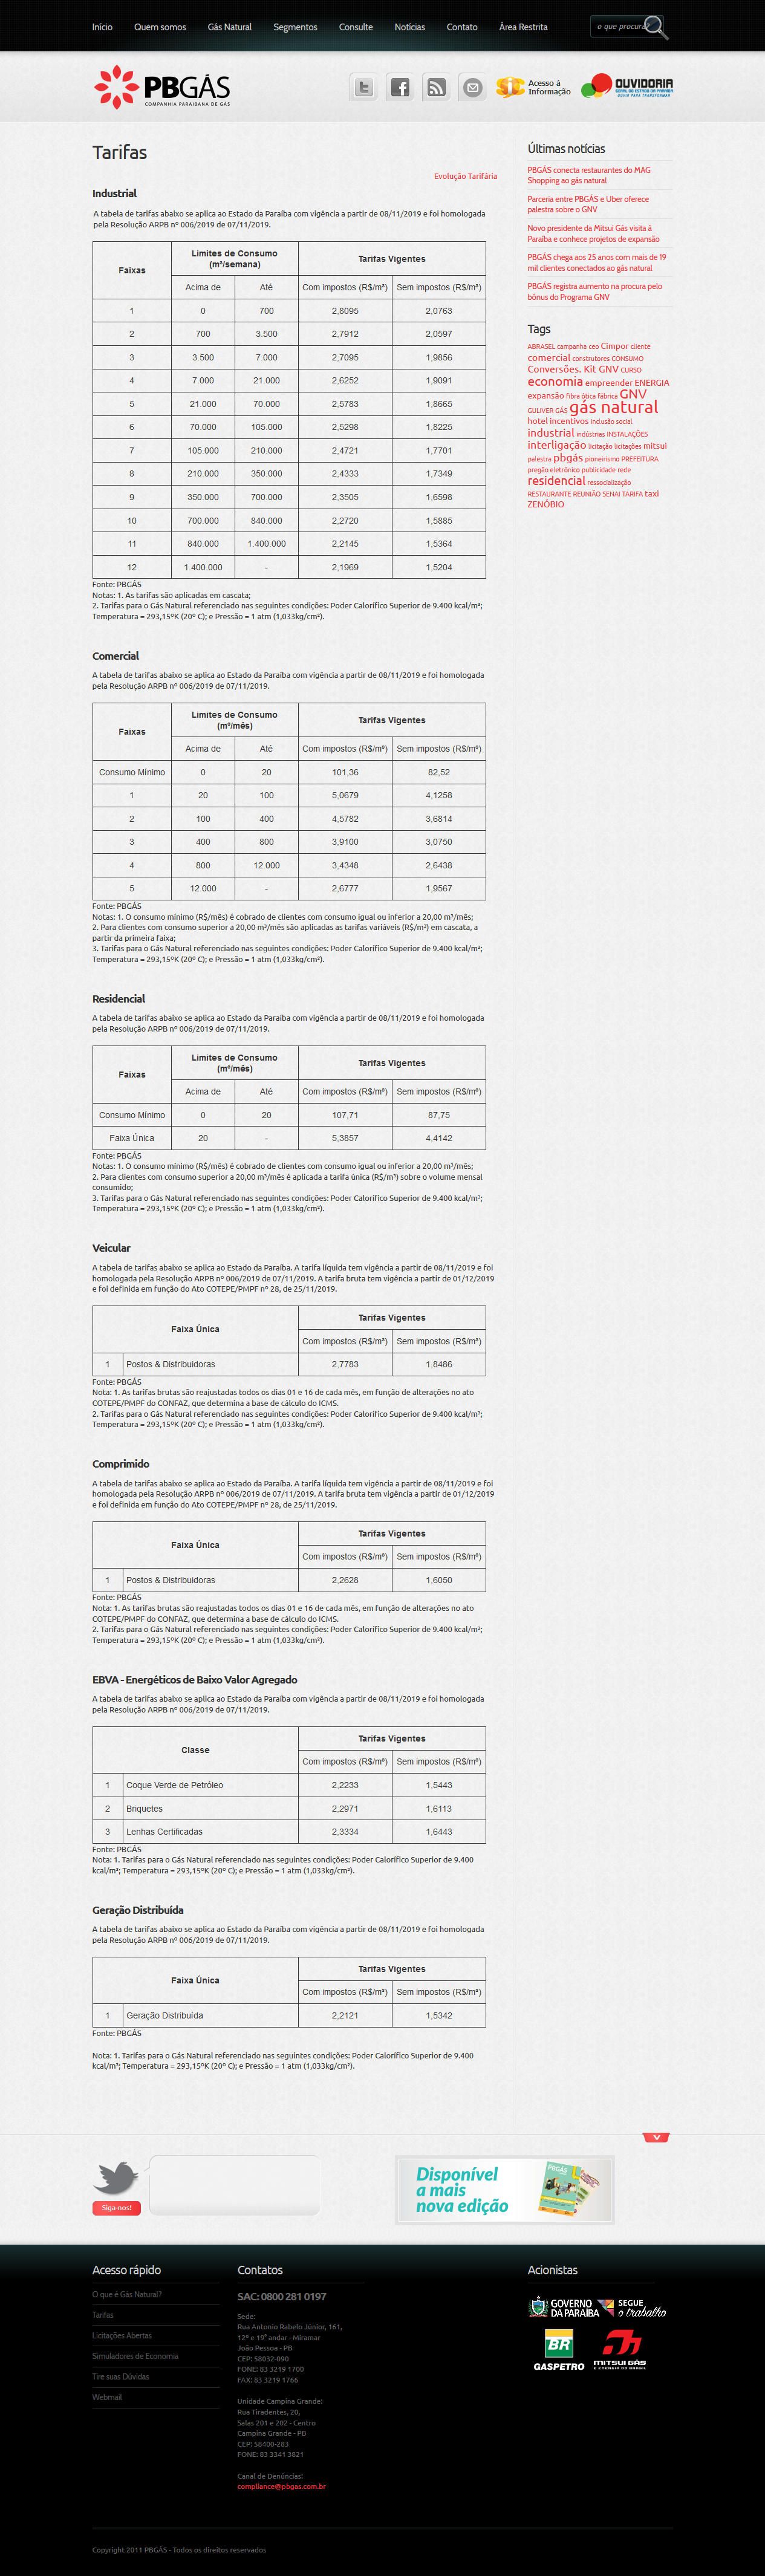 Início Quem somos Gás Natural Segmentos Consulte Notícias Contato Área Restrita
o que procura?
PBGÁS
COMPANHIA PARAIBANA DE GÁS
Acesso à
Informação
OUVIDORIA
GERAL DO ESTADO DA PARAÍBA
OUVIR PARA TRANSFORMAR
Tarifas
Evolução Tarifária
Industrial
A tabela de tarifas abaixo se aplica ao Estado da Paraíba com vigência a partir de 08/11/2019 e foi homologada
pela Resolução ARPB nº 006/2019 de 07/11/2019.
Faixas Limites de Consumo (m³/semana) Tarifas Vigentes
Acima de Até Com impostos (R$/m³) Sem impostos (R$/m³)
1 0 700 2,8095 2,0763
2 700 3.500 2,7912 2,0597
3 3.500 7.000 2,7095 1,9856
4 7.000 21.000 2,6252 1,9091
5 21.000 70.000 2,5783 1,8665
6 70.000 105.000 2,5298 1,8225
7 105.000 210.000 2,4721 1,7701
8 210.000 350.000 2,4333 1,7349
9 350.000 700.000 2,3505 1,6598
10 700.000 840.000 2,2720 1,5885
11 840.000 1.400.000 2,2145 1,5364
12 1.400.000 - 2,1969 1,5204
Fonte: PBGÁS
Notas: 1. As tarifas são aplicadas em cascata;
2. Tarifas para o Gás Natural referenciado nas seguintes condições: Poder Calorífico Superior de 9.400 kcal/m³;
Temperatura = 293,15ºK (20º C); e Pressão = 1 atm (1,033kg/cm²).
Comercial
A tabela de tarifas abaixo se aplica ao Estado da Paraíba com vigência a partir de 08/11/2019 e foi homologada
pela Resolução ARPB nº 006/2019 de 07/11/2019.
Faixas Limites de Consumo (m³/mês) Tarifas Vigentes
Acima de Até Com impostos (R$/m³) Sem impostos (R$/m³)
Consumo Mínimo 0 20 101,36 82,52
1 20 100 5,0679 4,1258
2 100 400 4,5782 3,6814
3 400 800 3,9100 3,0750
4 800 12.000 3,4348 2,6438
5 12.000 - 2,6777 1,9567
Fonte: PBGÁS
Notas: 1. O consumo mínimo (R$/mês) é cobrado de clientes com consumo igual ou inferior a 20,00 m³/mês;
2. Para clientes com consumo superior a 20,00 m³/mês são aplicadas as tarifas variáveis (R$/m³) em cascata, a
partir da primeira faixa;
3. Tarifas para o Gás Natural referenciado nas seguintes condições: Poder Calorífico Superior de 9.400 kcal/m³;
Temperatura = 293,15ºK (20º C); e Pressão = 1 atm (1,033kg/cm²).
Residencial
A tabela de tarifas abaixo se aplica ao Estado da Paraíba com vigência a partir de 08/11/2019 e foi homologada
pela Resolução ARPB nº 006/2019 de 07/11/2019.
Faixas Limites de Consumo (m³/mês) Tarifas Vigentes
Acima de Até Com impostos (R$/m³) Sem impostos (R$/m³)
Consumo Mínimo 0 20 107,71 87,75
Faixa Única 20 - 5,3857 4,4142
Fonte: PBGÁS
Notas: 1. O consumo mínimo (R$/mês) é cobrado de clientes com consumo igual ou inferior a 20,00 m³/mês;
2. Para clientes com consumo superior a 20,00 m³/mês é aplicada a tarifa única (R$/m³) sobre o volume mensal
consumido;
3. Tarifas para o Gás Natural referenciado nas seguintes condições: Poder Calorífico Superior de 9.400 kcal/m³;
Temperatura = 293,15ºK (20º C); e Pressão = 1 atm (1,033kg/cm²).
Veicular
A tabela de tarifas abaixo se aplica ao Estado da Paraíba. A tarifa líquida tem vigência a partir de 08/11/2019 e foi
homologada pela Resolução ARPB nº 006/2019 de 07/11/2019. A tarifa bruta tem vigência a partir de 01/12/2019
e foi definida em função do Ato COTEPE/PMPF nº 28, de 25/11/2019.
Faixa Única Tarifas Vigentes
Com impostos (R$/m³) Sem impostos (R$/m³)
1 Postos & Distribuidoras 2,7783 1,8486
Fonte: PBGÁS
Nota: 1. As tarifas brutas são reajustadas todos os dias 01 e 16 de cada mês, em função de alterações no ato
COTEPE/PMPF do CONFAZ, que determina a base de cálculo do ICMS.
2. Tarifas para o Gás Natural referenciado nas seguintes condições: Poder Calorífico Superior de 9.400 kcal/m³;
Temperatura = 293,15ºK (20º C); e Pressão = 1 atm (1,033kg/cm²).
Comprimido
A tabela de tarifas abaixo se aplica ao Estado da Paraíba. A tarifa líquida tem vigência a partir de 08/11/2019 e foi
homologada pela Resolução ARPB nº 006/2019 de 07/11/2019. A tarifa bruta tem vigência a partir de 01/12/2019
e foi definida em função do Ato COTEPE/PMPF nº 28, de 25/11/2019.
Faixa Única Tarifas Vigentes
Com impostos (R$/m³) Sem impostos (R$/m³)
1 Postos & Distribuidoras 2,2628 1,6050
Fonte: PBGÁS
Nota: 1. As tarifas brutas são reajustadas todos os dias 01 e 16 de cada mês, em função de alterações no ato
COTEPE/PMPF do CONFAZ, que determina a base de cálculo do ICMS.
2. Tarifas para o Gás Natural referenciado nas seguintes condições: Poder Calorífico Superior de 9.400 kcal/m³;
Temperatura = 293,15ºK (20º C); e Pressão = 1 atm (1,033kg/cm²).
EBVA - Energéticos de Baixo Valor Agregado
A tabela de tarifas abaixo se aplica ao Estado da Paraíba com vigência a partir de 08/11/2019 e foi homologada
pela Resolução ARPB nº 006/2019 de 07/11/2019.
Classe Tarifas Vigentes
Com impostos (R$/m³) Sem impostos (R$/m³)
1 Coque Verde de Petróleo 2,2233 1,5443
2 Briquetes 2,2971 1,6113
3 Lenhas Certificadas 2,3334 1,6443
Fonte: PBGÁS
Nota: 1. Tarifas para o Gás Natural referenciado nas seguintes condições: Poder Calorífico Superior de 9.400
kcal/m³; Temperatura = 293,15ºK (20º C); e Pressão = 1 atm (1,033kg/cm²).
Geração Distribuída
A tabela de tarifas abaixo se aplica ao Estado da Paraíba com vigência a partir de 08/11/2019 e foi homologada
pela Resolução ARPB nº 006/2019 de 07/11/2019.
Faixa Única Tarifas Vigentes
Com impostos (R$/m³) Sem impostos (R$/m³)
1 Geração Distribuída 2,2121 1,5342
Fonte: PBGÁS
Nota: 1. Tarifas para o Gás Natural referenciado nas seguintes condições: Poder Calorífico Superior de 9.400
kcal/m³; Temperatura = 293,15ºK (20º C); e Pressão = 1 atm (1,033kg/cm²).
Últimas notícias
PBGÁS conecta restaurantes do MAG
Shopping ao gás natural
Parceria entre PBGÁS e Uber oferece
palestra sobre o GNV
Novo presidente da Mitsui Gás visita à
Paraíba e conhece projetos de expansão
PBGÁS chega aos 25 anos com mais de 19
mil clientes conectados ao gás natural
PBGÁS registra aumento na procura pelo
bônus do Programa GNV
Tags
ABRASEL campanha ceo Cimpor cliente
comercial construtores CONSUMO
Conversões. Kit GNV CURSO
economia empreender ENERGIA
expansão fibra ótica fábrica GNV
GULIVER GÁS gás natural
hotel incentivos inclusão social
industrial indústrias INSTALAÇÕES
interligação licitação licitações mitsui
palestra pbgás pioneirismo PREFEITURA
pregão eletrônico publicidade rede
residencial ressocialização
RESTAURANTE REUNIÃO SENAI TARIFA taxi
ZENÓBIO
Siga-nos!
Disponível
a mais
nova edição
PBGÁS
Acesso rápido
O que é Gás Natural?
Tarifas
Licitações Abertas
Simuladores de Economia
Tire suas Dúvidas
Webmail
Contatos
SAC: 0800 281 0197
Sede:
Rua Antonio Rabelo Júnior, 161,
12º e 19° andar - Miramar
João Pessoa - PB
CEP: 58032-090
FONE: 83 3219 1700
FAX: 83 3219 1766
Unidade Campina Grande:
Rua Tiradentes, 20,
Salas 201 e 202 - Centro
Campina Grande - PB
CEP: 58400-283
FONE: 83 3341 3821
Canal de Denúncias:
compliance@pbgas.com.br
Acionistas
GOVERNO
DA PARAÍBA
SEGUE
o trabalho
BR
GASPETRO
MITSUI GÁS
E ENERGIA DO BRASIL
Copyright 2011 PBGÁS - Todos os direitos reservados